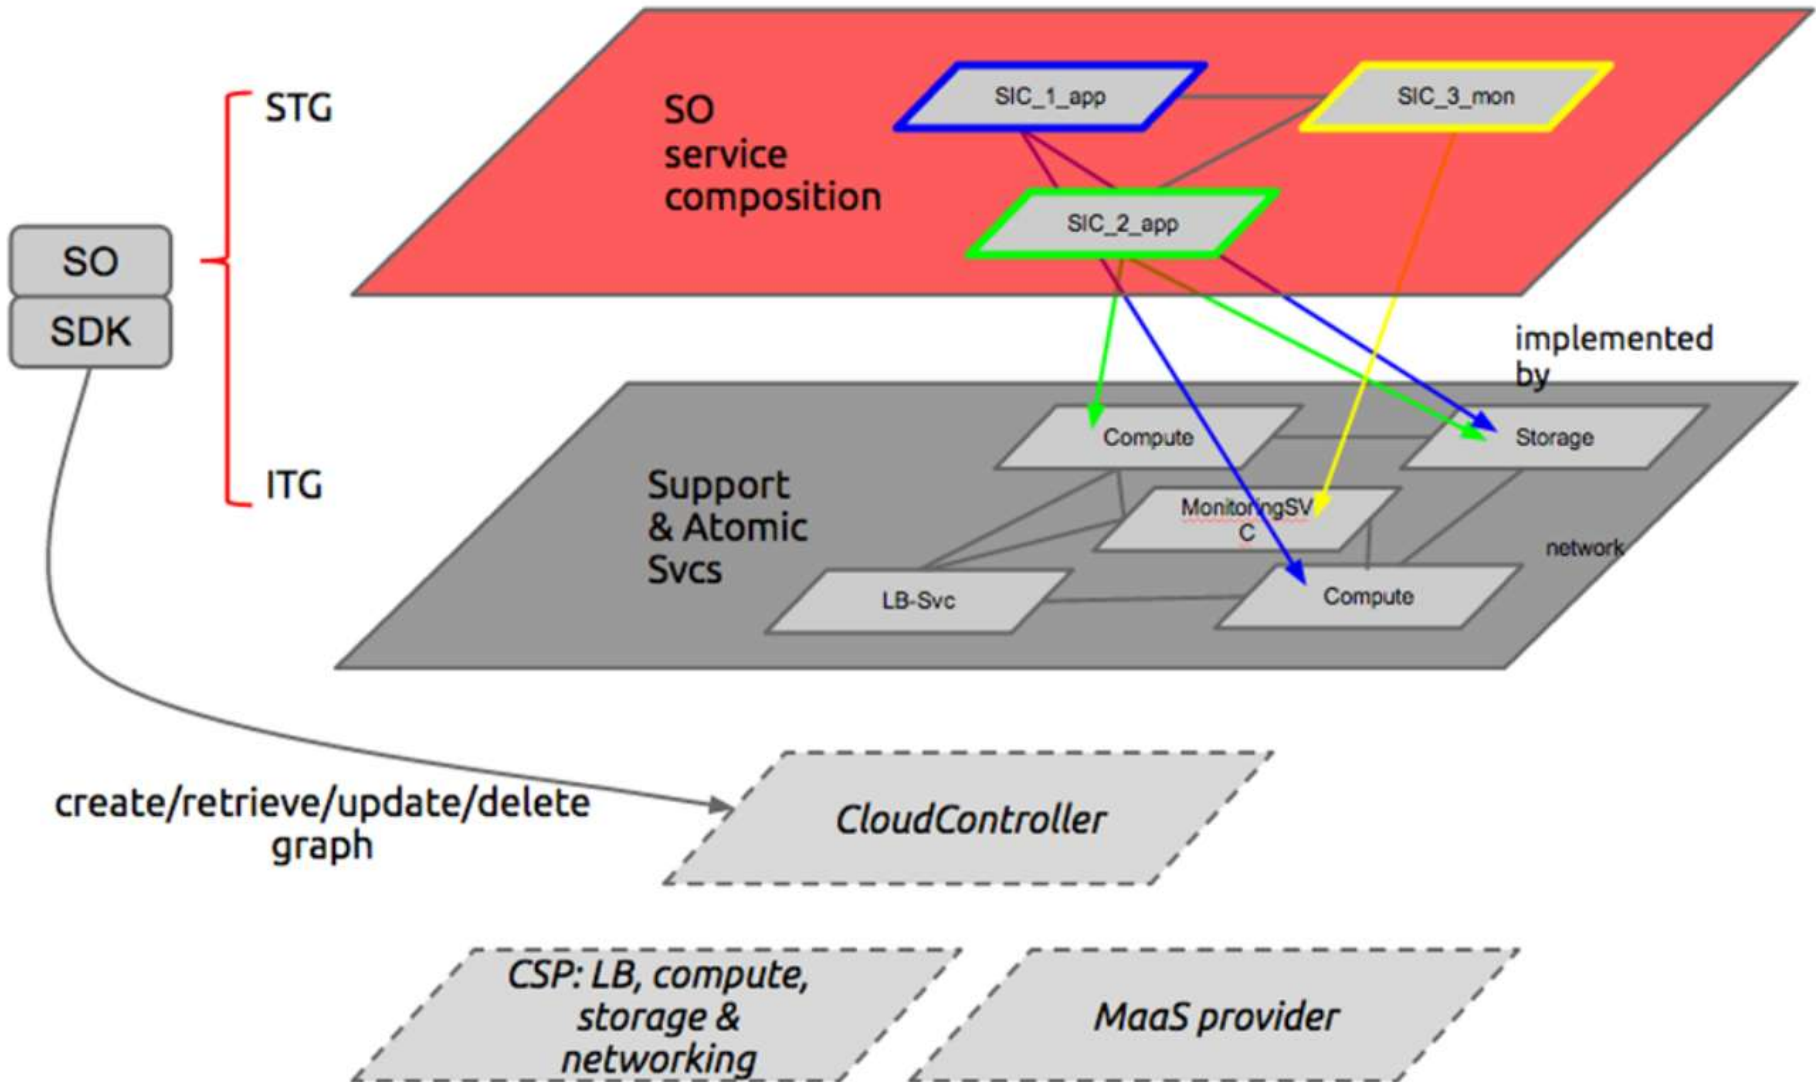 STG
SO
service
composition
SIC_1_app
SIC_3_mon
SIC_2_app
SO
SDK
implemented
by
ITG
Support
& Atomic
Svcs
Compute
Storage
MonitoringSV
C
network
LB-Svc
Compute
create/retrieve/update/delete
graph
CloudController
CSP: LB, compute,
storage &
networking
MaaS provider